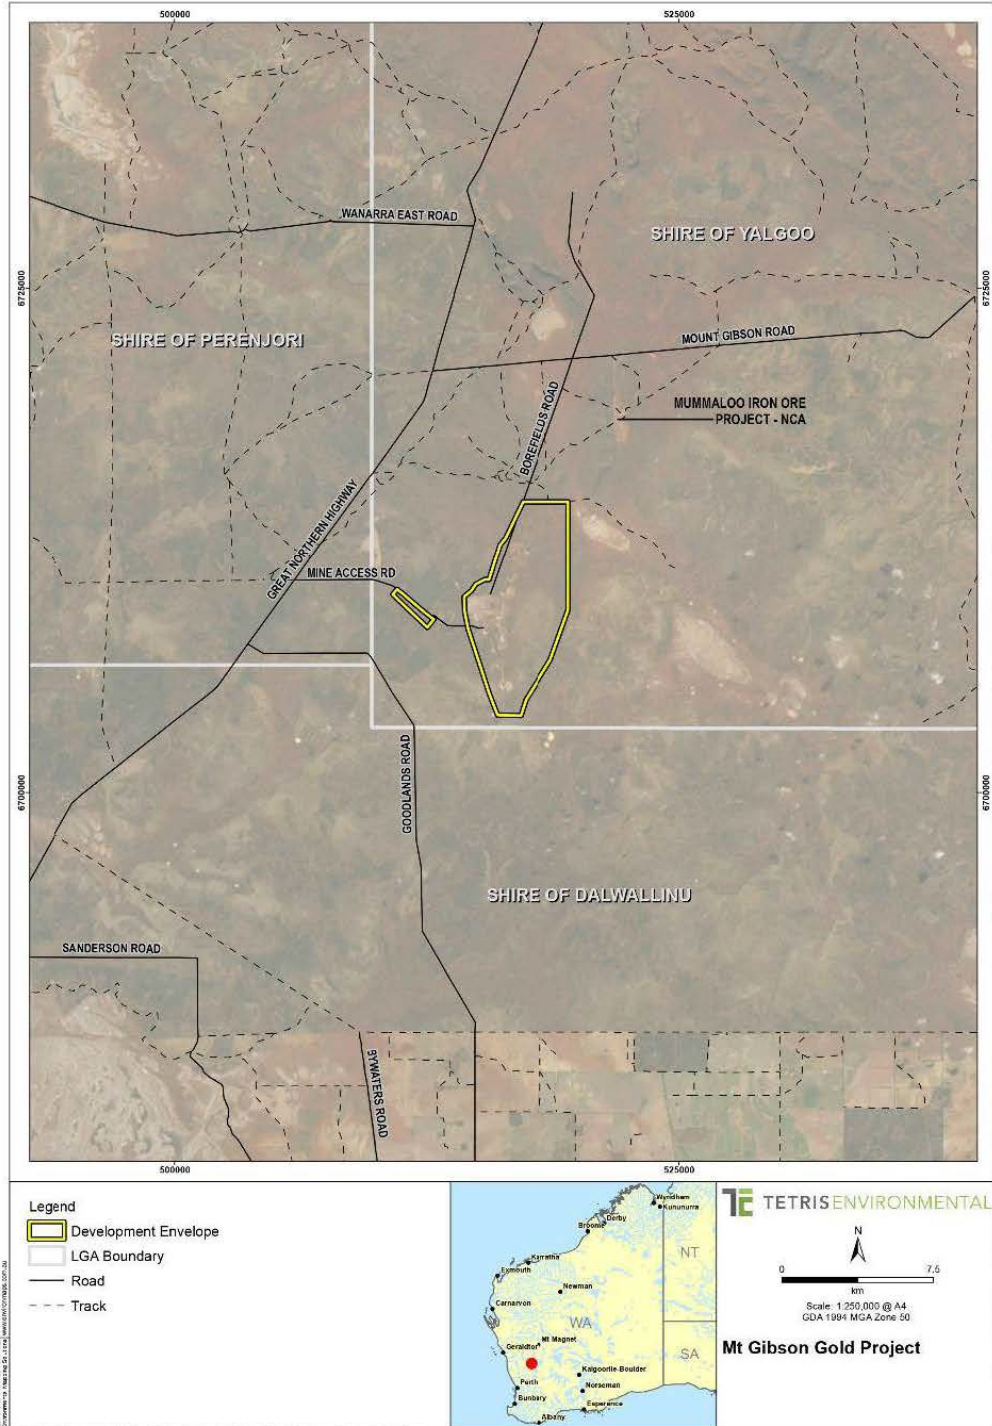 500000
525000
WANARRA EAST ROAD
SHIRE OF YALGOO
6725000
6725000
SHIRE OF PERENJORI
MOUNT GIBSON ROAD
MUMMALOO IRON ORE
PROJECT - NCA
BOREFIELDS ROAD
GREAT NORTHERN HIGHWAY
MINE ACCESS RD
GOODLANDS ROAD
6700000
6700000
SHIRE OF DALWALLINU
SANDERSON ROAD
BYWATERS ROAD
500000
525000
Legend
Development Envelope
LGA Boundary
Road
Track
Wyndham
Kununurra
Derby
Broome
NT
Karratha
Exmouth
Newman
Carnarvon
WA
Mt Magnet
Geraldton
SA
Kalgoorlie-Boulder
Perth
Norseman
Bunbury
Esperance
Albany
TE TETRIS ENVIRONMENTAL
N
0 7.5
km
Scale: 1:250,000 @ A4
GDA 1994 MGA Zone 50
Mt Gibson Gold Project